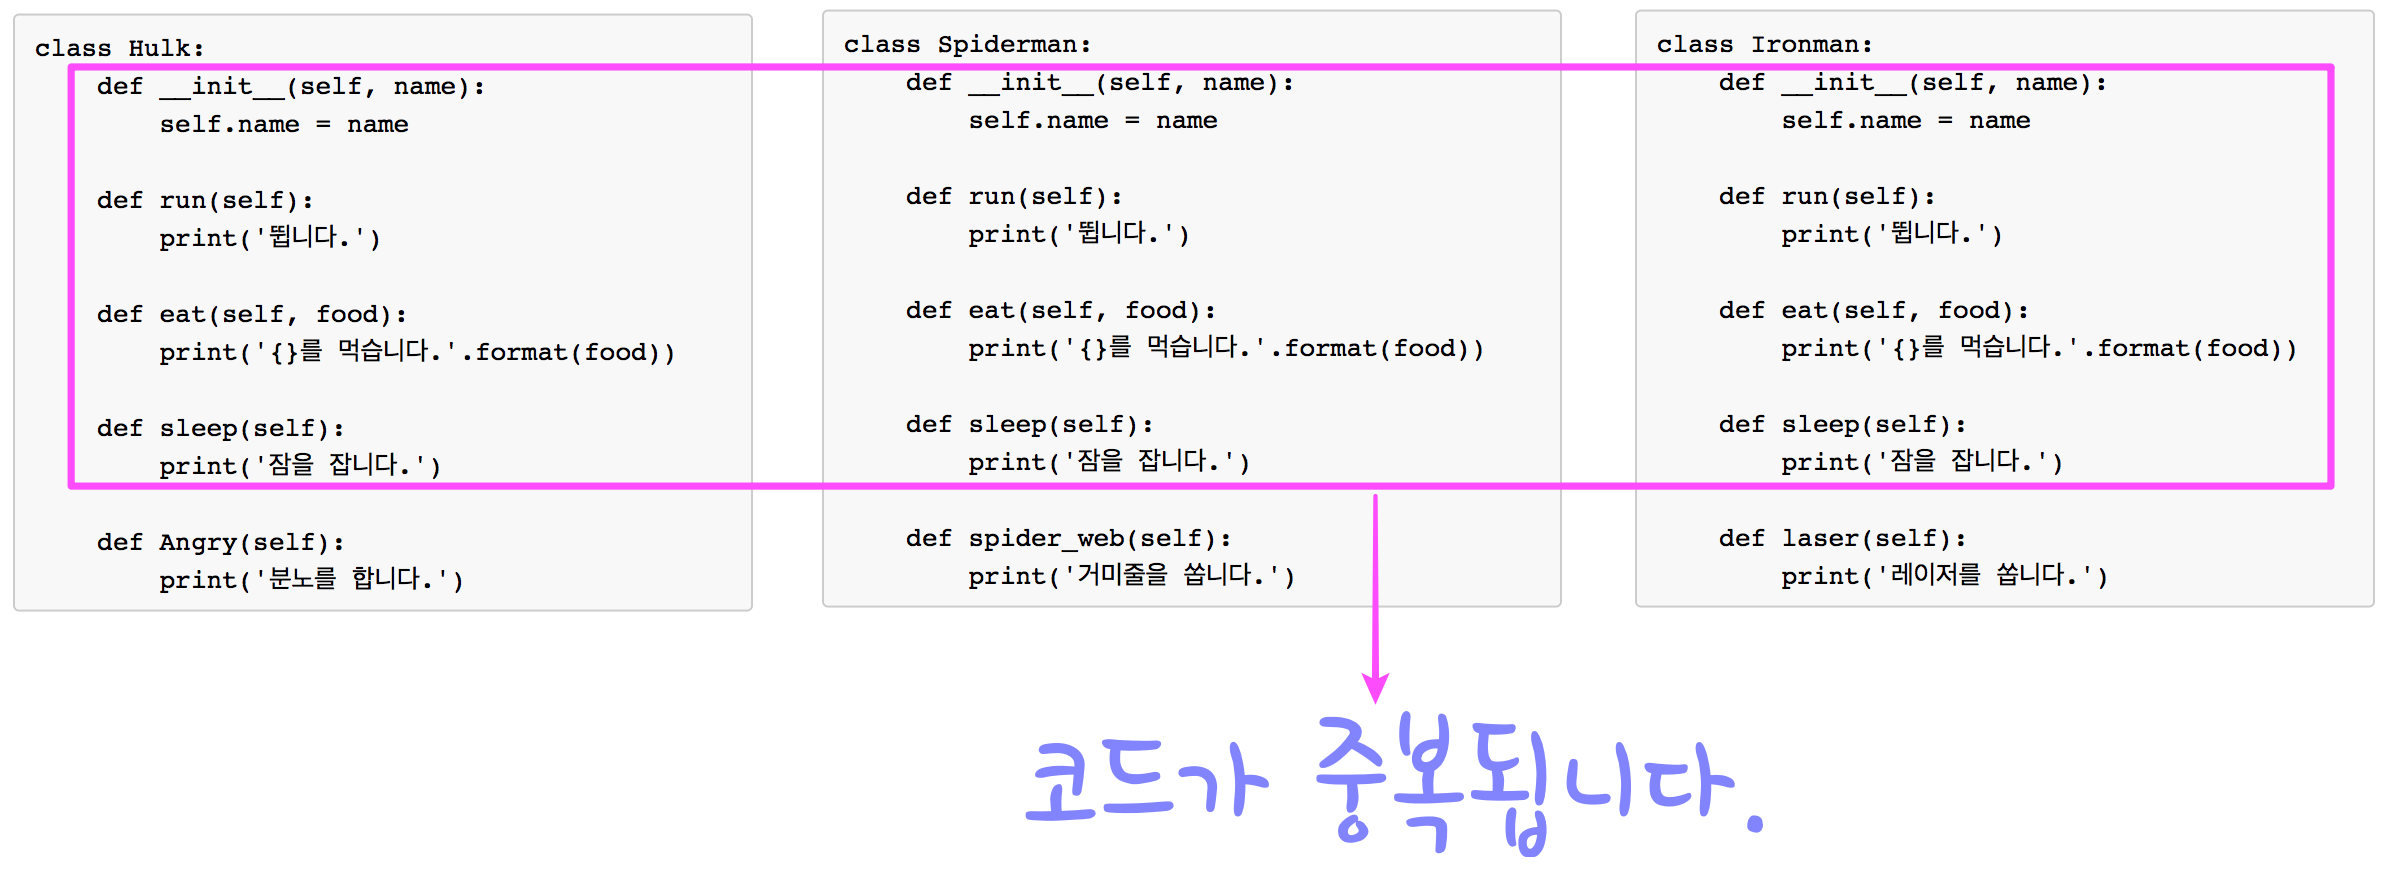 class Hulk:
    def __init__(self, name):
        self.name = name
    def run(self):
        print('뜁니다.')
    def eat(self, food):
        print('{}를 먹습니다.'.format(food))
    def sleep(self):
        print('잠을 잡니다.')
    def Angry(self):
        print('분노를 합니다.')
class Spiderman:
    def __init__(self, name):
        self.name = name
    def run(self):
        print('뜁니다.')
    def eat(self, food):
        print('{}를 먹습니다.'.format(food))
    def sleep(self):
        print('잠을 잡니다.')
    def spider_web(self):
        print('거미줄을 쏩니다.')
class Ironman:
    def __init__(self, name):
        self.name = name
    def run(self):
        print('뜁니다.')
    def eat(self, food):
        print('{}를 먹습니다.'.format(food))
    def sleep(self):
        print('잠을 잡니다.')
    def laser(self):
        print('레이저를 쏩니다.')
코드가 중복됩니다.